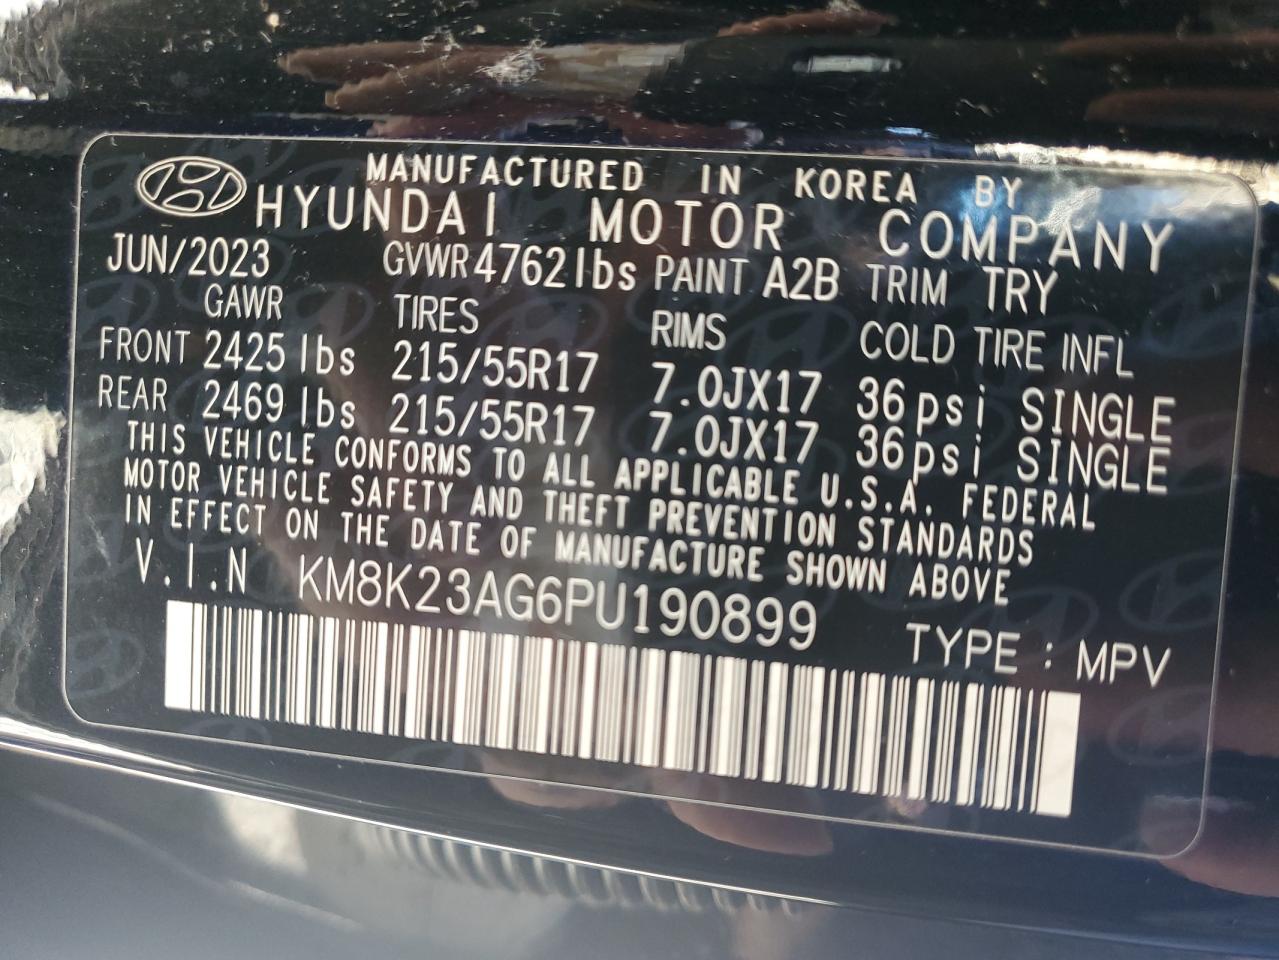 MANUFACTURED IN KOREA BY
HYUNDAI MOTOR COMPANY
JUN/2023 GVWR 4762lbs PAINT A2B TRIM TRY
GAWR TIRES RIMS COLD TIRE INFL
FRONT 2425 lbs 215/55R17 7.0JX17 36psi SINGLE
REAR 2469 lbs 215/55R17 7.0JX17 36psi SINGLE
THIS VEHICLE CONFORMS TO ALL APPLICABLE U.S.A. FEDERAL
MOTOR VEHICLE SAFETY AND THEFT PREVENTION STANDARDS
IN EFFECT ON THE DATE OF MANUFACTURE SHOWN ABOVE
V.I.N KM8K23AG6PU190899
TYPE : MPV